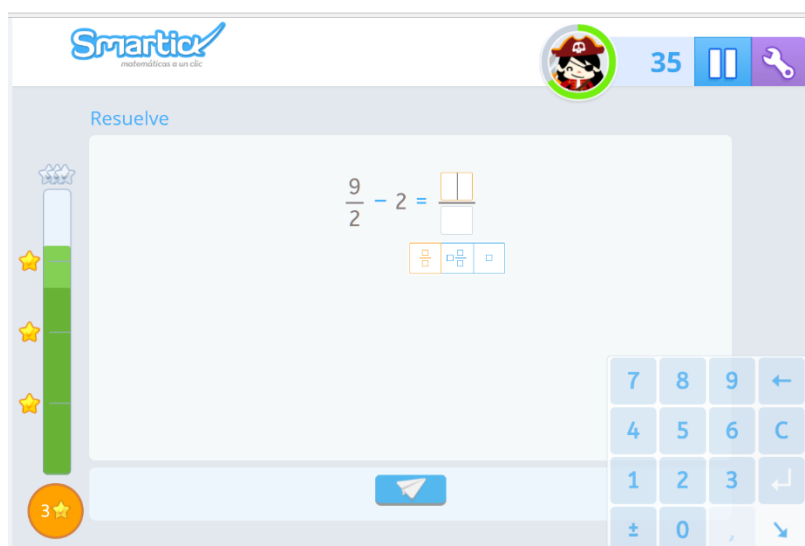 Smartick
matemáticas a un clic
35
Resuelve
9/2 − 2 =
7 8 9 ←
4 5 6 C
1 2 3 ↵
± 0 , ↘
3